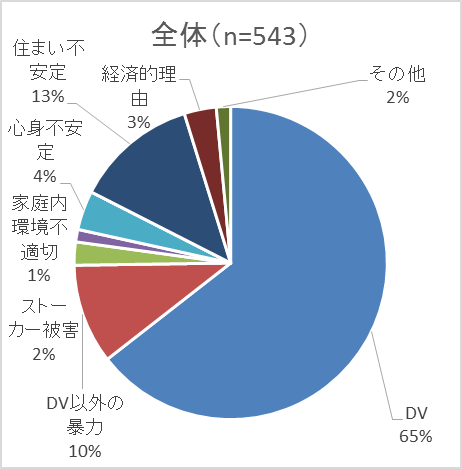 全体（n=543）
住まい不
安定
13%
経済的理
由
3%
その他
2%
心身不安
定
4%
家庭内
環境不
適切
1%
ストー
カー被害
2%
DV以外の
暴力
10%
DV
65%